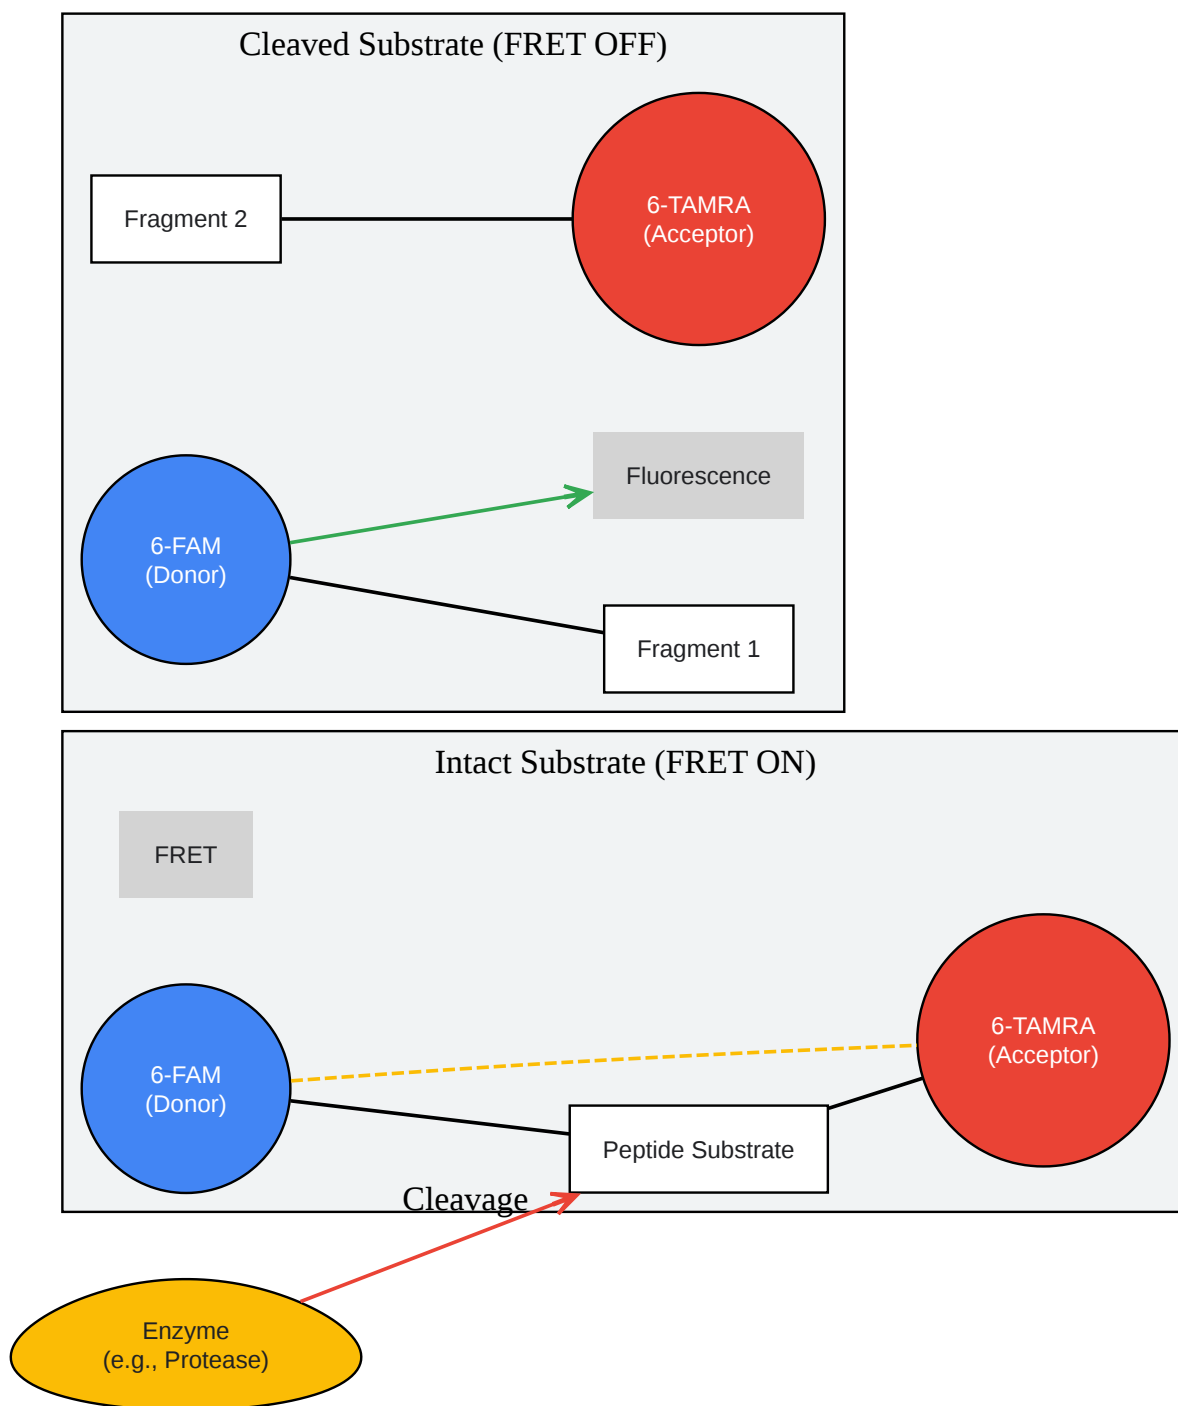 Cleaved Substrate (FRET OFF)
Fragment 2
6-TAMRA
(Acceptor)
Fluorescence
6-FAM
(Donor)
Fragment 1
Intact Substrate (FRET ON)
FRET
6-TAMRA
(Acceptor)
6-FAM
(Donor)
Peptide Substrate
Cleavage
Enzyme
(e.g., Protease)